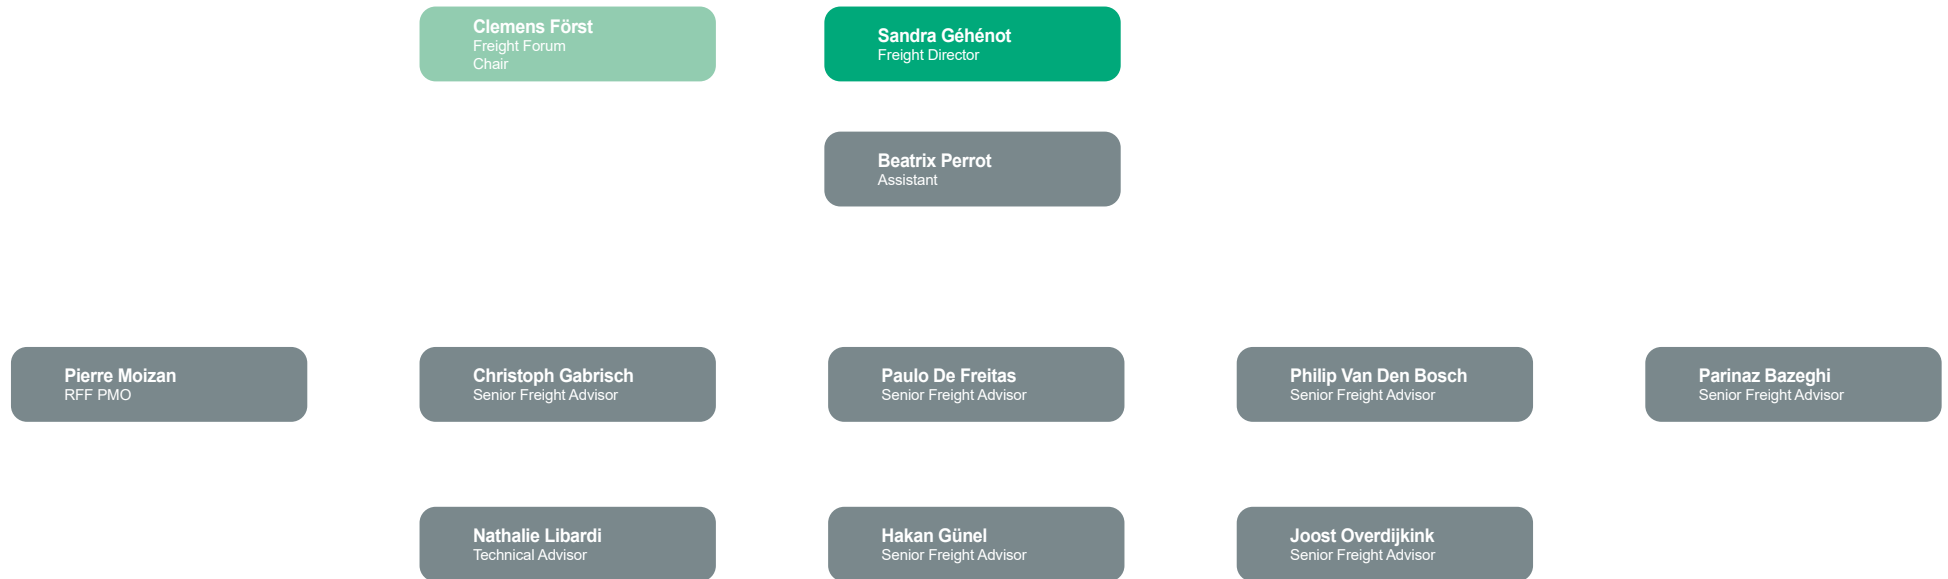 Clemens Först
Freight Forum
Chair
Sandra Géhénot
Freight Director
Beatrix Perrot
Assistant
Pierre Moizan
RFF PMO
Christoph Gabrisch
Senior Freight Advisor
Paulo De Freitas
Senior Freight Advisor
Philip Van Den Bosch
Senior Freight Advisor
Parinaz Bazeghi
Senior Freight Advisor
Nathalie Libardi
Technical Advisor
Hakan Günel
Senior Freight Advisor
Joost Overdijkink
Senior Freight Advisor